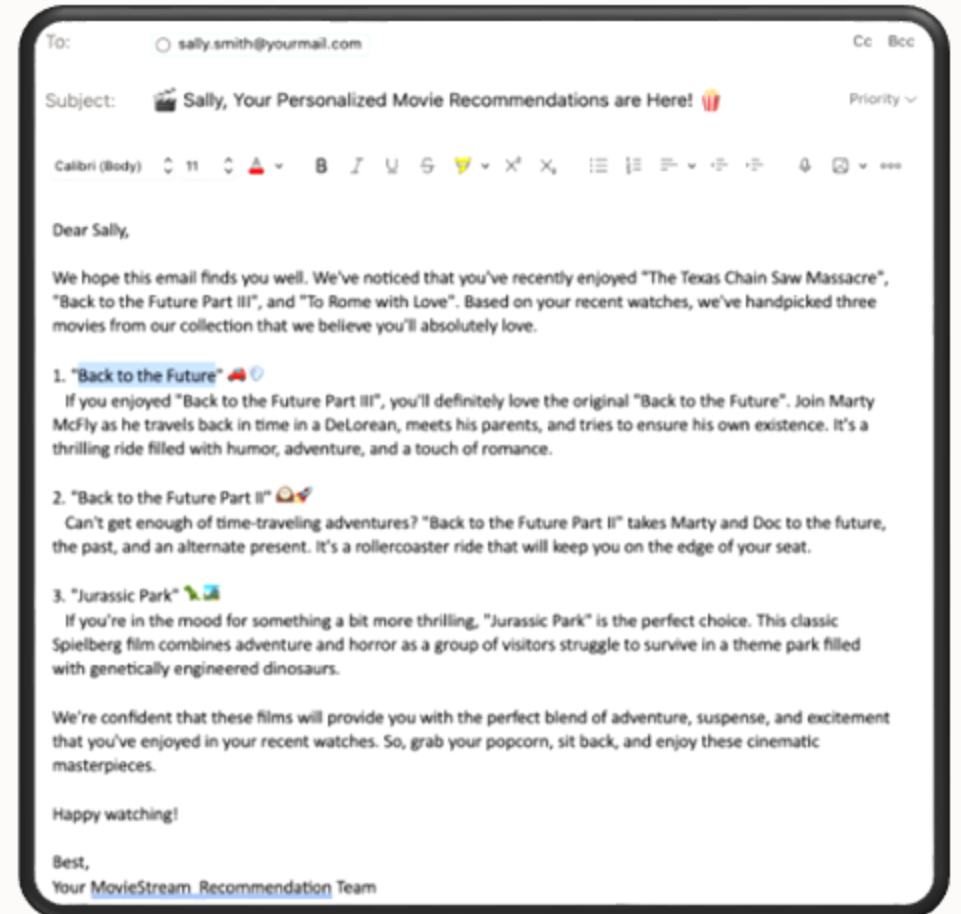 To: sally.smith@yourmail.com Cc Bcc
Subject: 🎬 Sally, Your Personalized Movie Recommendations are Here! 🍿 Priority
Calibri (Body) 11 A B I U S X² X₂
Dear Sally,
We hope this email finds you well. We've noticed that you've recently enjoyed "The Texas Chain Saw Massacre",
"Back to the Future Part III", and "To Rome with Love". Based on your recent watches, we've handpicked three
movies from our collection that we believe you'll absolutely love.
1. "Back to the Future"
If you enjoyed "Back to the Future Part III", you'll definitely love the original "Back to the Future". Join Marty
McFly as he travels back in time in a DeLorean, meets his parents, and tries to ensure his own existence. It's a
thrilling ride filled with humor, adventure, and a touch of romance.
2. "Back to the Future Part II"
Can't get enough of time-traveling adventures? "Back to the Future Part II" takes Marty and Doc to the future,
the past, and an alternate present. It's a rollercoaster ride that will keep you on the edge of your seat.
3. "Jurassic Park"
If you're in the mood for something a bit more thrilling, "Jurassic Park" is the perfect choice. This classic
Spielberg film combines adventure and horror as a group of visitors struggle to survive in a theme park filled
with genetically engineered dinosaurs.
We're confident that these films will provide you with the perfect blend of adventure, suspense, and excitement
that you've enjoyed in your recent watches. So, grab your popcorn, sit back, and enjoy these cinematic
masterpieces.
Happy watching!
Best,
Your MovieStream Recommendation Team